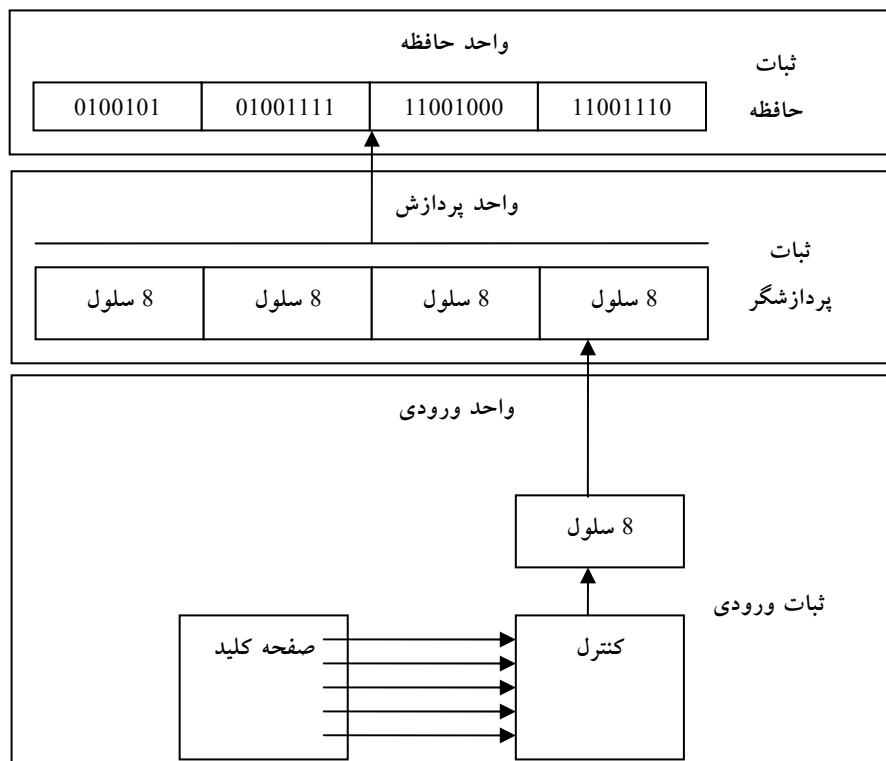 واحد حافظه
ثبات
حافظه
0100101 01001111 11001000 11001110
واحد پردازش
ثبات
پردازشگر
8 سلول 8 سلول 8 سلول 8 سلول
واحد ورودی
8 سلول
ثبات ورودی
صفحه کلید
کنترل